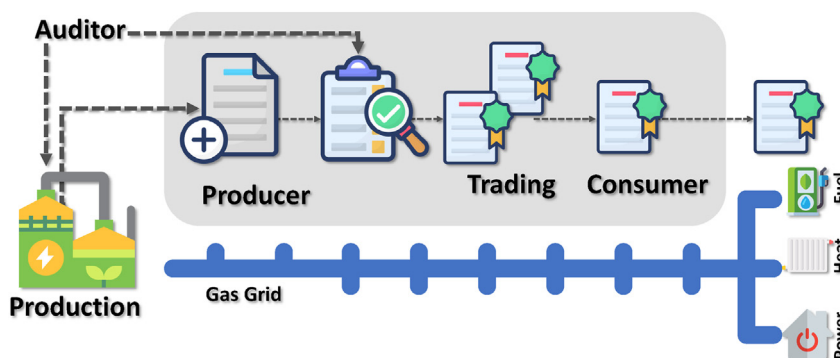 Auditor
Producer
Trading
Consumer
Production
Gas Grid
Fuel
Heat
Power